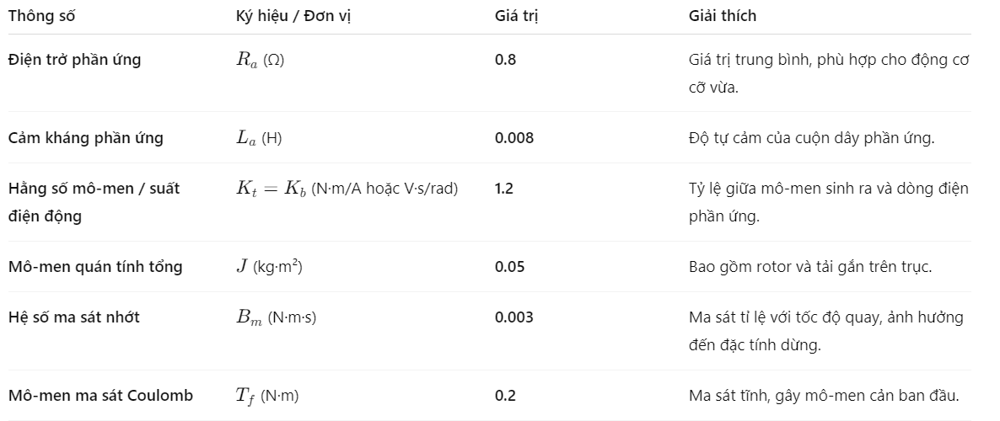 Thông số Ký hiệu / Đơn vị Giá trị Giải thích
Điện trở phần ứng Rₐ (Ω) 0.8 Giá trị trung bình, phù hợp cho động cơ
cỡ vừa.
Cảm kháng phần ứng Lₐ (H) 0.008 Độ tự cảm của cuộn dây phần ứng.
Hằng số mô-men / suất Kₜ = K_b (N·m/A hoặc V·s/rad) 1.2 Tỷ lệ giữa mô-men sinh ra và dòng điện
điện động phần ứng.
Mô-men quán tính tổng J (kg·m²) 0.05 Bao gồm rotor và tải gắn trên trục.
Hệ số ma sát nhớt Bₘ (N·m·s) 0.003 Ma sát tỉ lệ với tốc độ quay, ảnh hưởng
đến đặc tính dừng.
Mô-men ma sát Coulomb T_f (N·m) 0.2 Ma sát tĩnh, gây mô-men cản ban đầu.